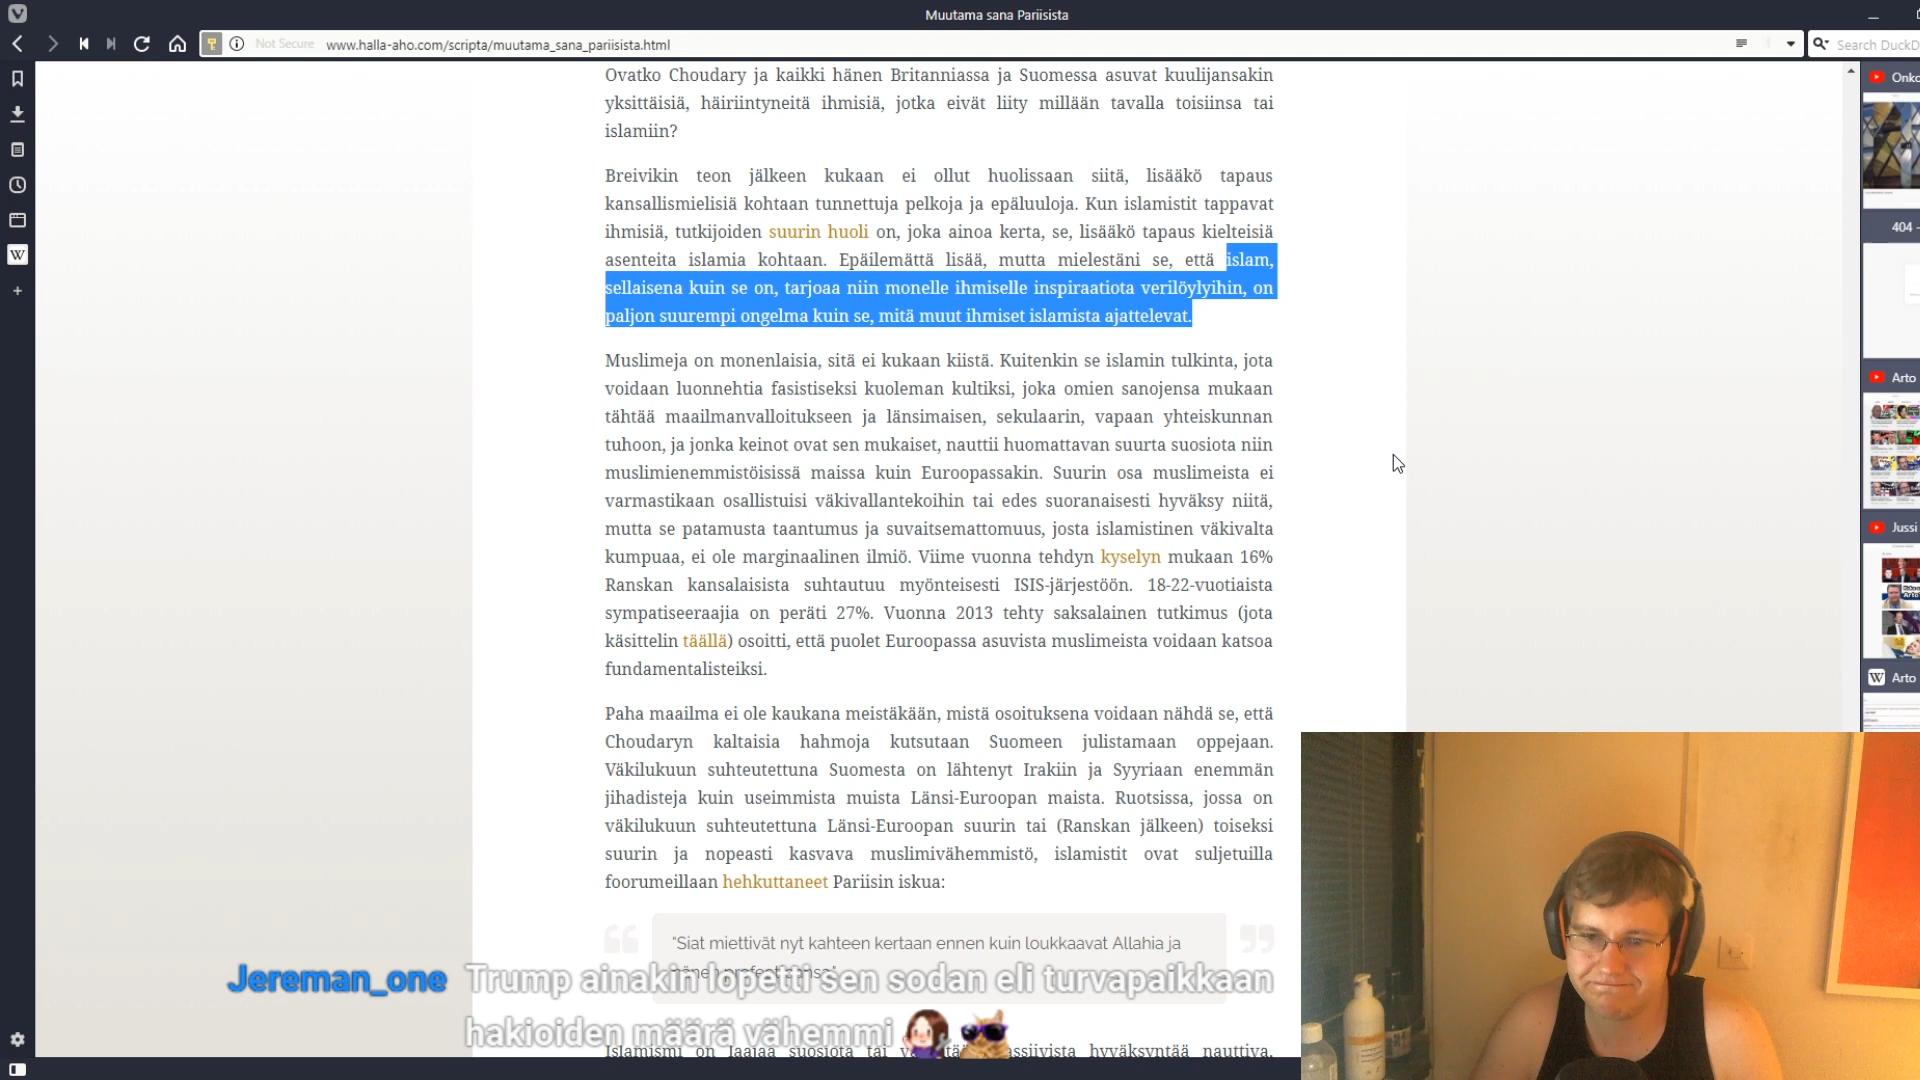 Muutama sana Pariisista
Not Secure www.halla-aho.com/scripta/muutama_sana_pariisista.html
Search DuckD
Ovatko Choudary ja kaikki hänen Britanniassa ja Suomessa asuvat kuulijansakin
yksittäisiä, häiriintyneitä ihmisiä, jotka eivät liity millään tavalla toisiinsa tai
islamiin?
Breivikin teon jälkeen kukaan ei ollut huolissaan siitä, lisääkö tapaus
kansallismielisiä kohtaan tunnettuja pelkoja ja epäluuloja. Kun islamistit tappavat
ihmisiä, tutkijoiden suurin huoli on, joka ainoa kerta, se, lisääkö tapaus kielteisiä
asenteita islamia kohtaan. Epäilemättä lisää, mutta mielestäni se, että islam,
sellaisena kuin se on, tarjoaa niin monelle ihmiselle inspiraatiota verilöylyihin, on
paljon suurempi ongelma kuin se, mitä muut ihmiset islamista ajattelevat.
Muslimeja on monenlaisia, sitä ei kukaan kiistä. Kuitenkin se islamin tulkinta, jota
voidaan luonnehtia fasistiseksi kuoleman kultiksi, joka omien sanojensa mukaan
tähtää maailmanvalloitukseen ja länsimaisen, sekulaarin, vapaan yhteiskunnan
tuhoon, ja jonka keinot ovat sen mukaiset, nauttii huomattavan suurta suosiota niin
muslimienemmistöisissä maissa kuin Euroopassakin. Suurin osa muslimeista ei
varmastikaan osallistuisi väkivallantekoihin tai edes suoranaisesti hyväksy niitä,
mutta se patamusta taantumus ja suvaitsemattomuus, josta islamistinen väkivalta
kumpuaa, ei ole marginaalinen ilmiö. Viime vuonna tehdyn kyselyn mukaan 16%
Ranskan kansalaisista suhtautuu myönteisesti ISIS-järjestöön. 18-22-vuotiaista
sympatiseeraajia on peräti 27%. Vuonna 2013 tehty saksalainen tutkimus (jota
käsittelin täällä) osoitti, että puolet Euroopassa asuvista muslimeista voidaan katsoa
fundamentalisteiksi.
Paha maailma ei ole kaukana meistäkään, mistä osoituksena voidaan nähdä se, että
Choudaryn kaltaisia hahmoja kutsutaan Suomeen julistamaan oppejaan.
Väkilukuun suhteutettuna Suomesta on lähtenyt Irakiin ja Syyriaan enemmän
jihadisteja kuin useimmista muista Länsi-Euroopan maista. Ruotsissa, jossa on
väkilukuun suhteutettuna Länsi-Euroopan suurin tai (Ranskan jälkeen) toiseksi
suurin ja nopeasti kasvava muslimivähemmistö, islamistit ovat suljetuilla
foorumeillaan hehkuttaneet Pariisin iskua:
"Siat miettivät nyt kahteen kertaan ennen kuin loukkaavat Allahia ja
Jereman_one Trump ainakin lopetti sen sodan eli turvapaikkaan
hakioiden määrä vähemmi
Islamismi on laajaa suosiota tai hyväksyntää nauttiva,
Onko
404 -
Arto
Jussi
W Arto